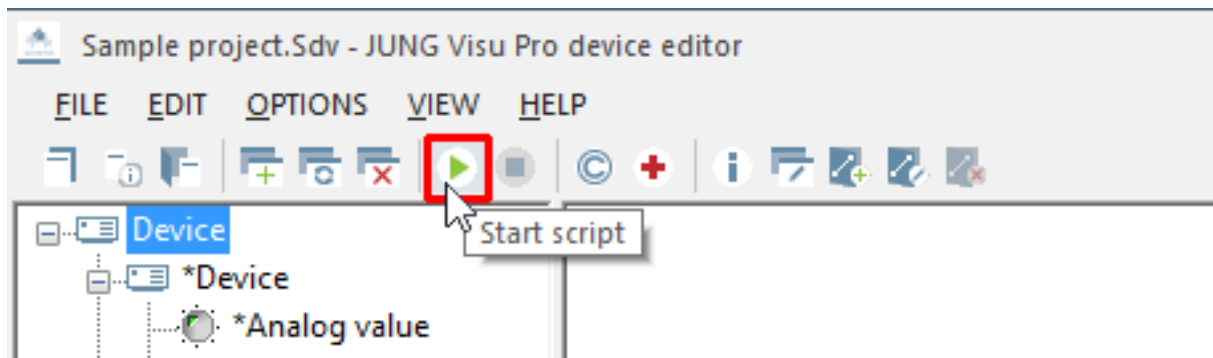 Sample project.Sdv - JUNG Visu Pro device editor
FILE EDIT OPTIONS VIEW HELP
Device
Start script
*Device
*Analog value